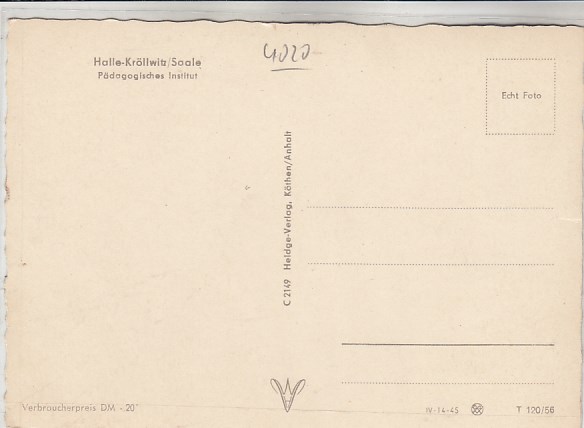 4020
Halle-Kröllwitz/Saale
Pädagogisches Institut
Echt Foto
C 2149 Heldge-Verlag, Köthen/Anhalt
Verbraucherpreis DM -.20
IV-14-45
T 120/56